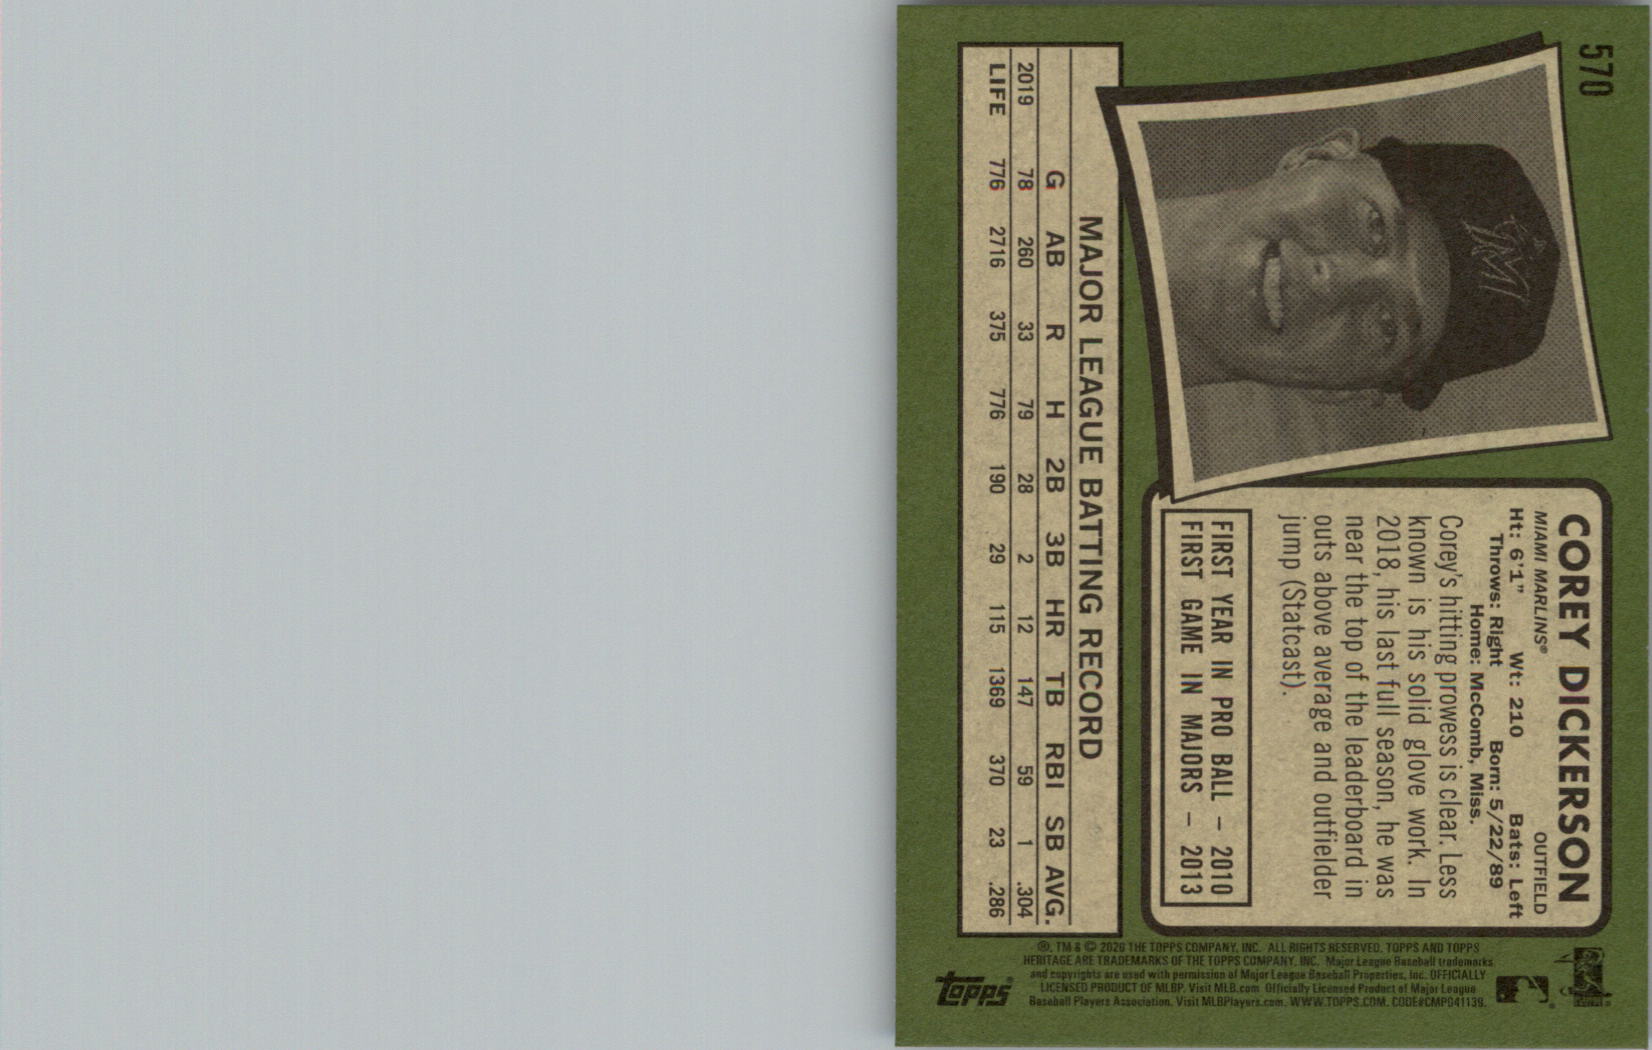 570
COREY DICKERSON
MIAMI MARLINS® OUTFIELD
Ht: 6'1" Wt: 210 Bats: Left
Throws: Right Born: 5/22/89
Home: McComb, Miss.
Corey's hitting prowess is clear. Less
known is his solid glove work. In
2018, his last full season, he was
near the top of the leaderboard in
outs above average and outfielder
jump (Statcast).
FIRST YEAR IN PRO BALL – 2010
FIRST GAME IN MAJORS – 2013
MAJOR LEAGUE BATTING RECORD
G AB R H 2B 3B HR TB RBI SB AVG.
2019 78 260 33 79 28 2 12 147 59 1 .304
LIFE 776 2716 375 776 190 29 115 1369 370 23 .286
®, TM & © 2020 THE TOPPS COMPANY, INC. ALL RIGHTS RESERVED. TOPPS AND TOPPS
HERITAGE ARE TRADEMARKS OF THE TOPPS COMPANY, INC. Major League Baseball trademarks
and copyrights are used with permission of Major League Baseball Properties, Inc. OFFICIALLY
LICENSED PRODUCT OF MLBP. Visit MLB.com Officially Licensed Product of Major League
Baseball Players Association. Visit MLBPlayers.com. WWW.TOPPS.COM. CODE#CMP041139.
topps®